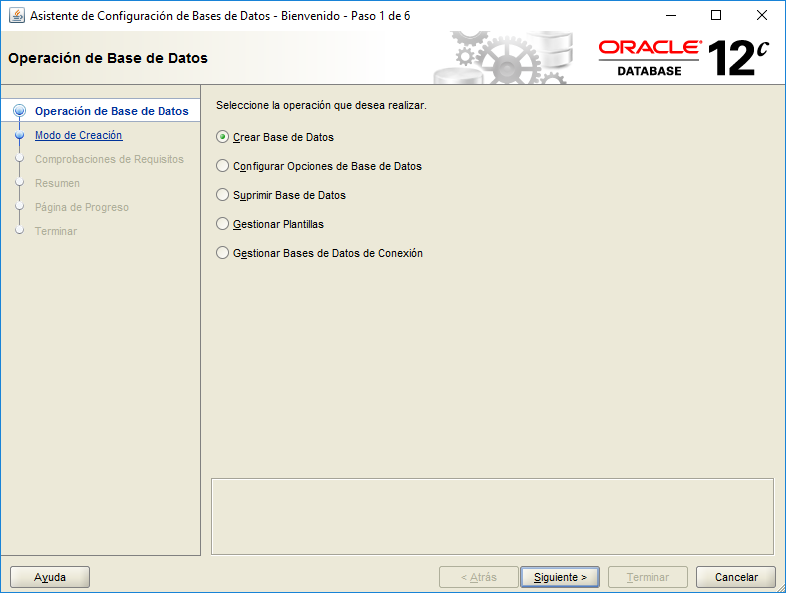 Asistente de Configuración de Bases de Datos - Bienvenido - Paso 1 de 6
Operación de Base de Datos
ORACLE®
DATABASE
12c
Operación de Base de Datos
Modo de Creación
Comprobaciones de Requisitos
Resumen
Página de Progreso
Terminar
Seleccione la operación que desea realizar.
Crear Base de Datos
Configurar Opciones de Base de Datos
Suprimir Base de Datos
Gestionar Plantillas
Gestionar Bases de Datos de Conexión
Ayuda
< Atrás
Siguiente >
Terminar
Cancelar